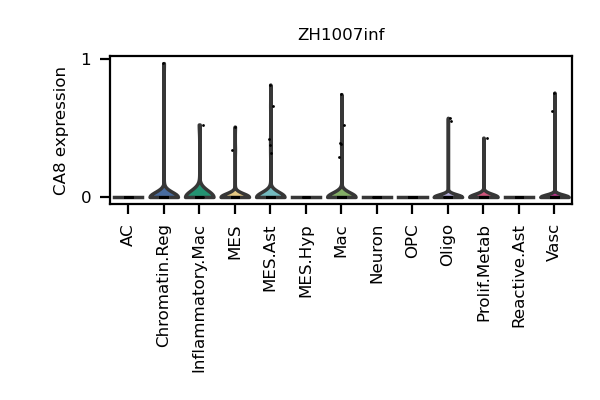 ZH1007inf
CA8 expression
1
0
AC
Chromatin.Reg
Inflammatory.Mac
MES
MES.Ast
MES.Hyp
Mac
Neuron
OPC
Oligo
Prolif.Metab
Reactive.Ast
Vasc